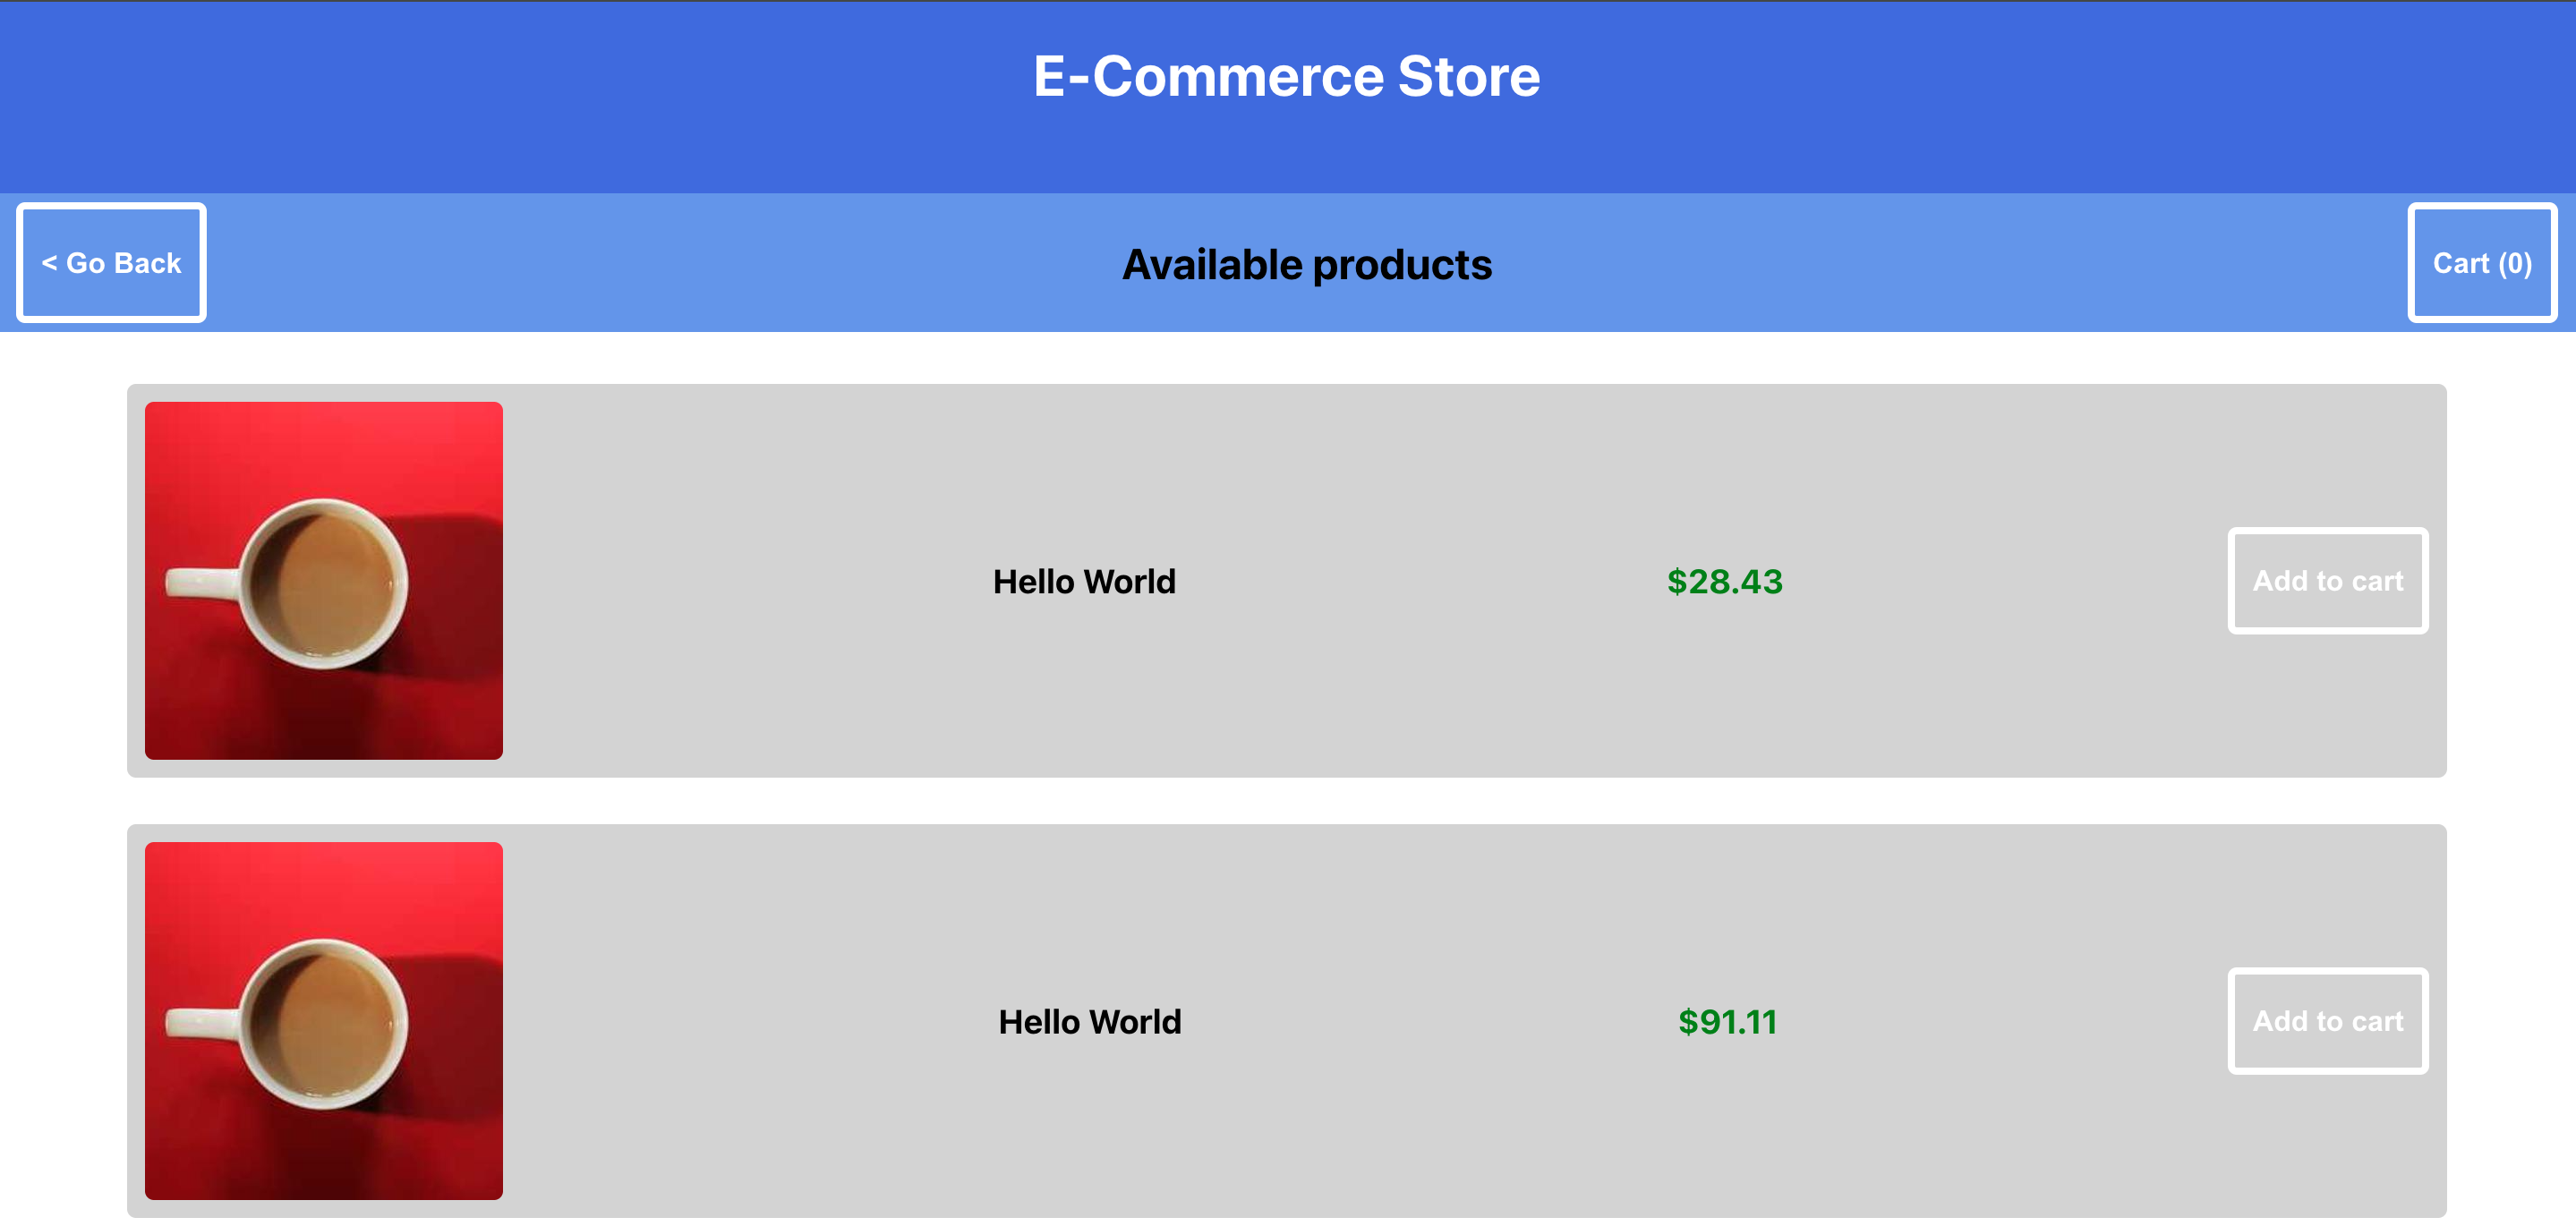 E-Commerce Store
< Go Back
Available products
Cart (0)
Hello World
$28.43
Add to cart
Hello World
$91.11
Add to cart